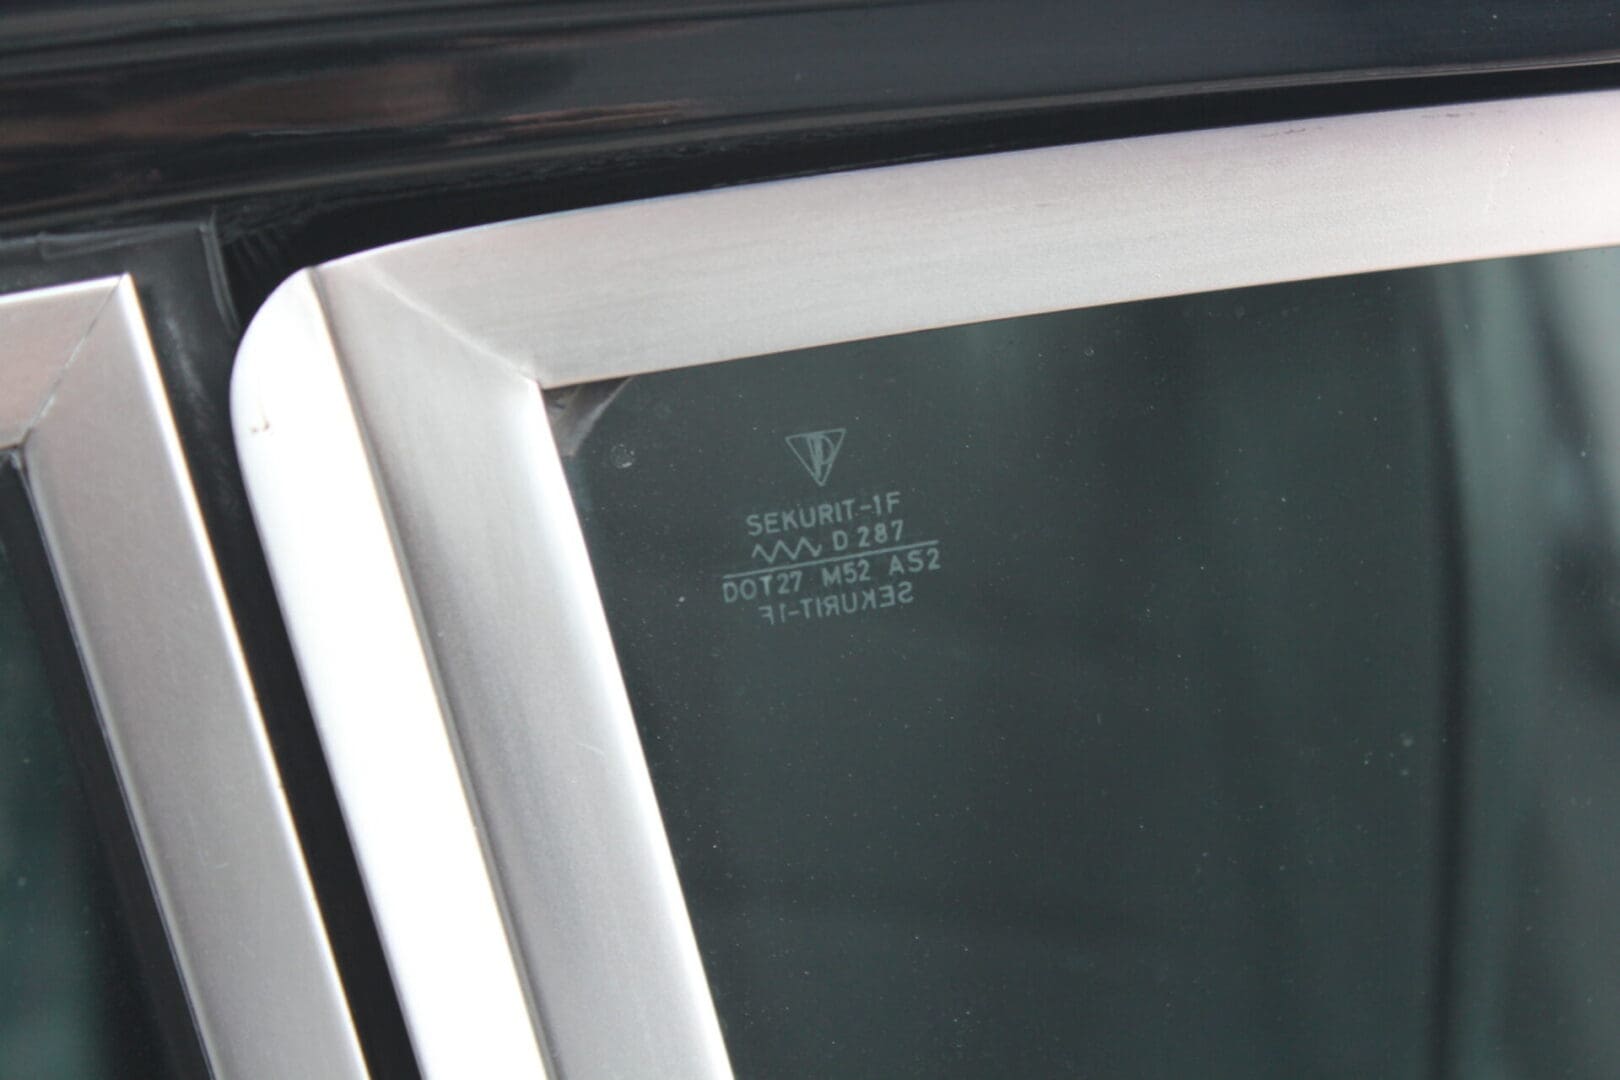 SEKURIT-1F
D 287
DOT27 M52 AS2
SEKURIT-1F